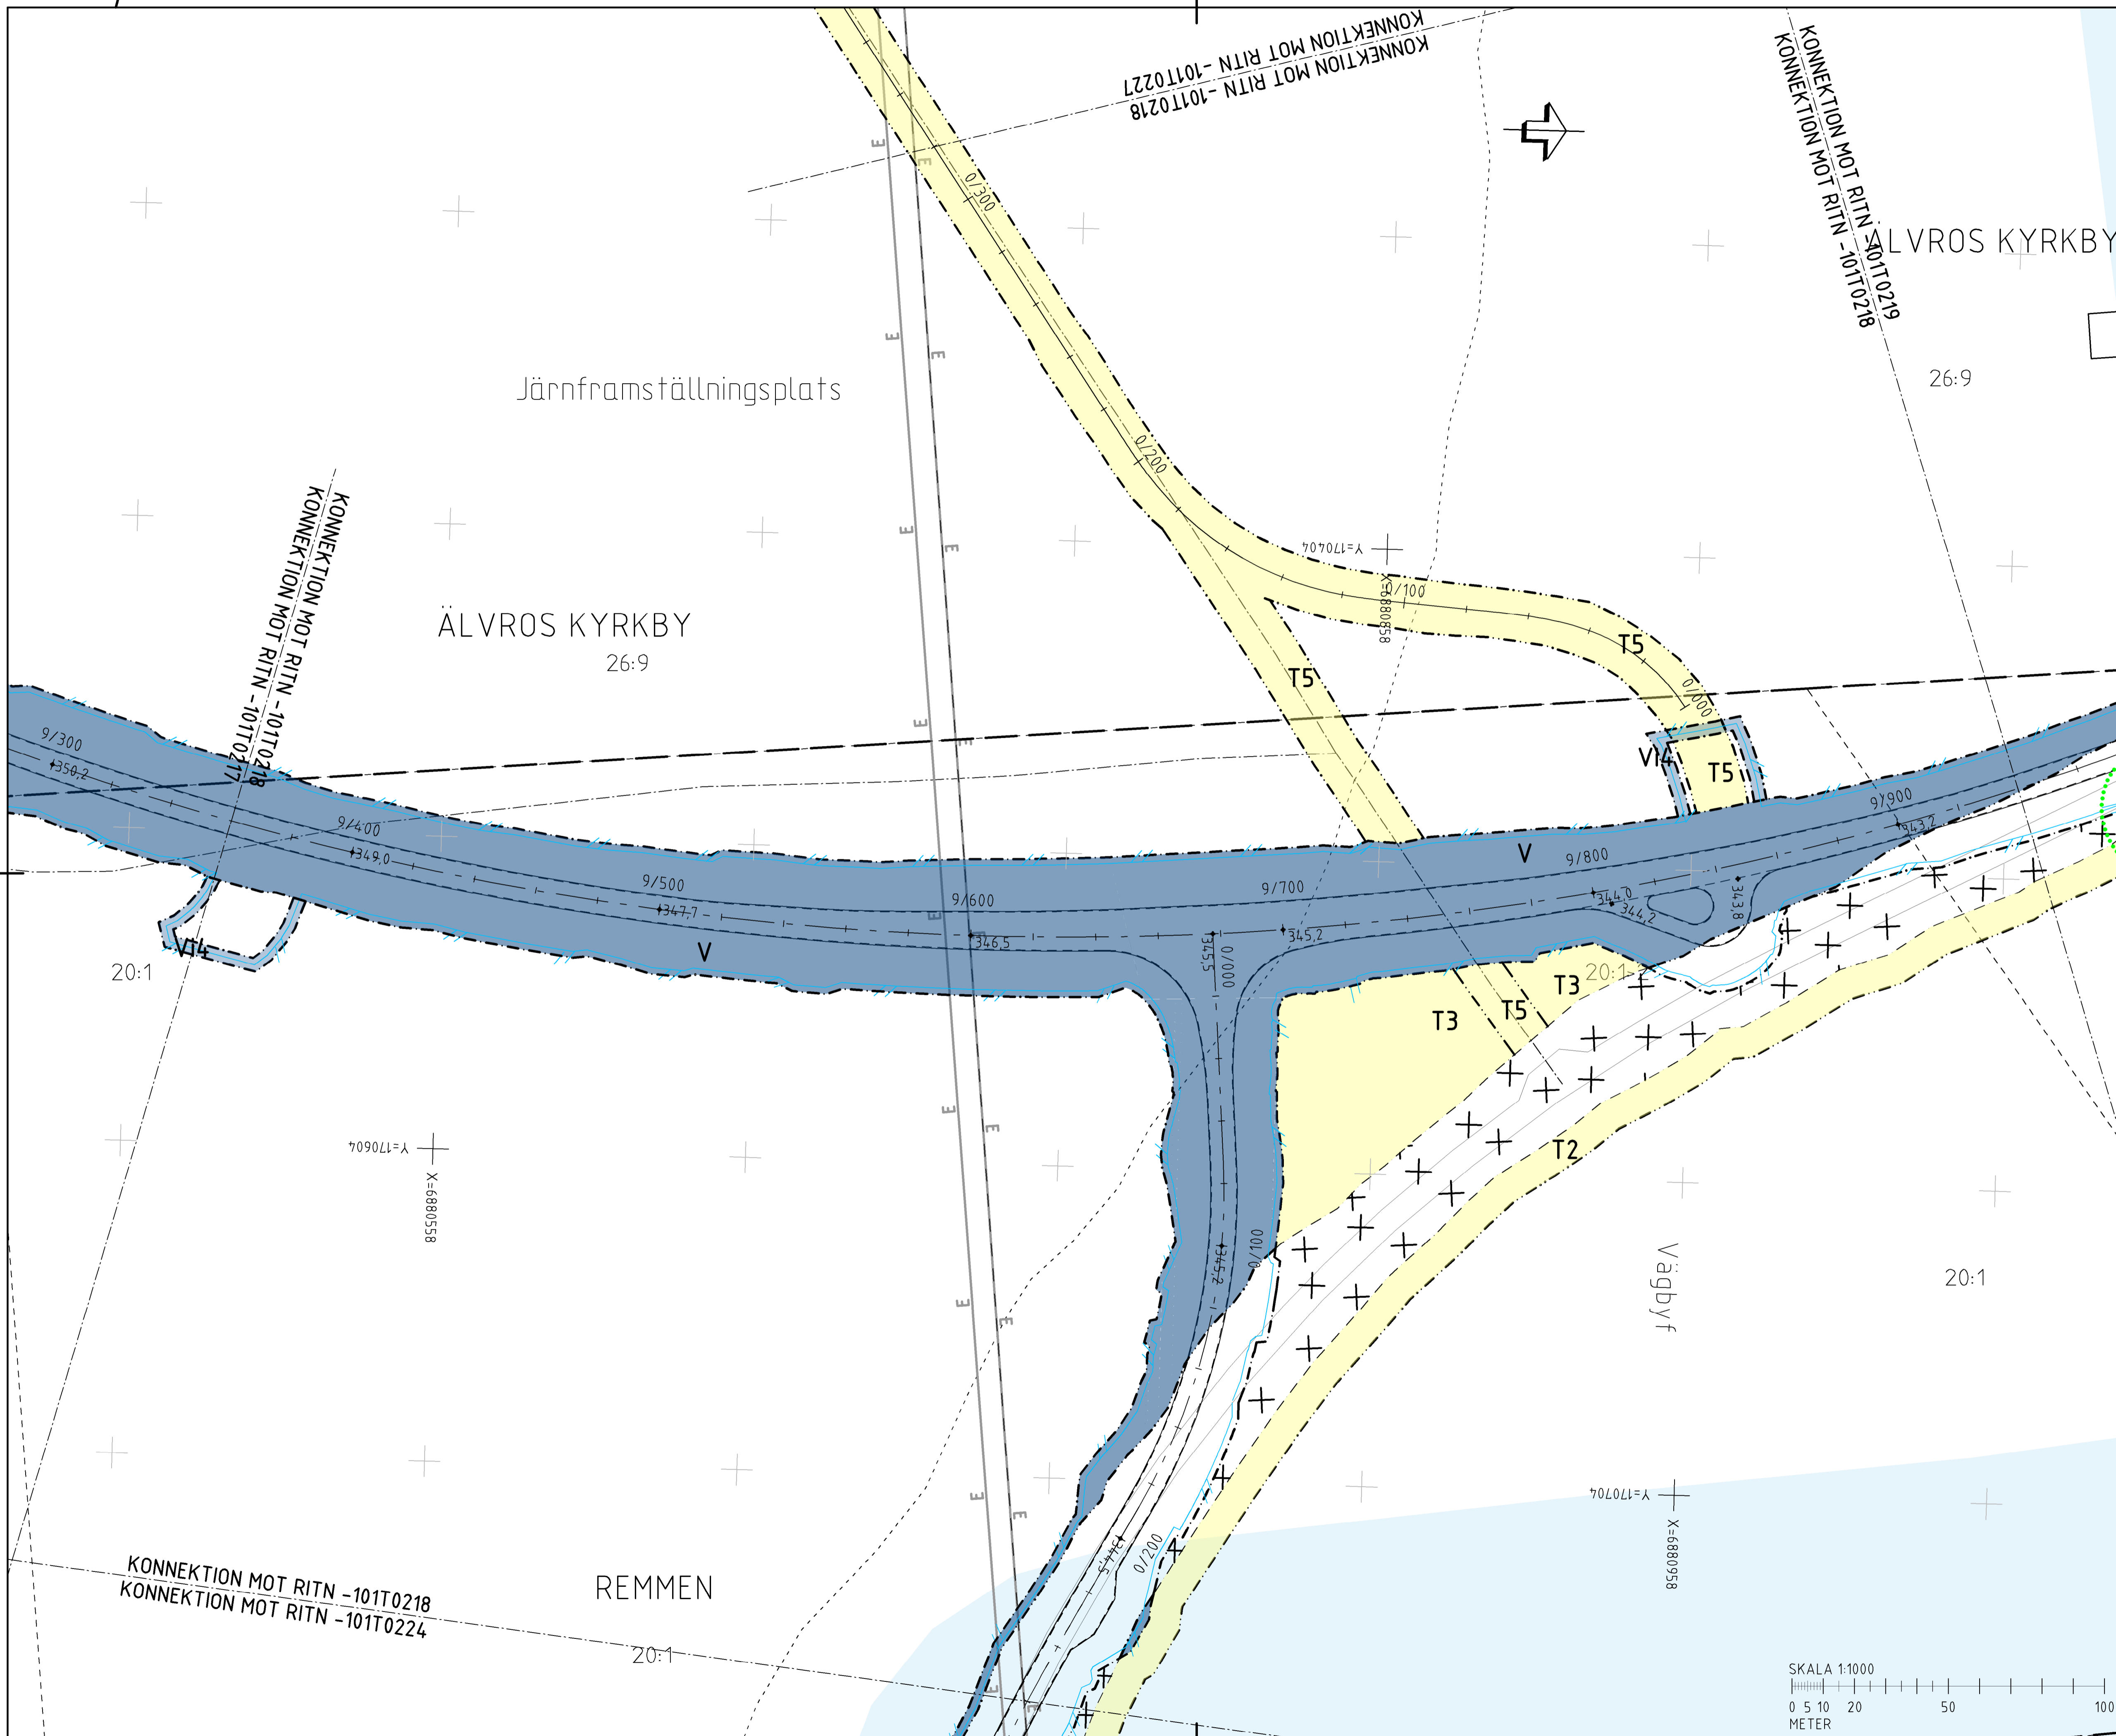 KONNEKTION MOT RITN -101T0227
KONNEKTION MOT RITN -101T0218
KONNEKTION MOT RITN -101T0219
KONNEKTION MOT RITN -101T0218
E
E
0/300
ÄLVROS KYRKBY
E
E
26:9
Järnframställningsplats
0/200
KONNEKTION MOT RITN -101T0218
KONNEKTION MOT RITN -101T0217
E
E
Y=170404
X=6880858
0/100
ÄLVROS KYRKBY
26:9
T5
T5
0/000
E
E
9/300
350,2
V14
T5
9/400
349,0
9/500
347,7
9/600
346,5
9/700
345,2
V
9/800
344,0
344,2
343,8
9/900
343,2
E
E
V
V14
20:1
345,5
0/000
20:1
T3
T3
T5
E
E
Y=170604
X=6880558
T2
345,2
0/100
Vägbyf
20:1
E
E
E
E
Y=170704
X=6880958
344,5
0/200
KONNEKTION MOT RITN -101T0218
KONNEKTION MOT RITN -101T0224
REMMEN
20:1
E
E
SKALA 1:1000
0 5 10 20 50 100
METER